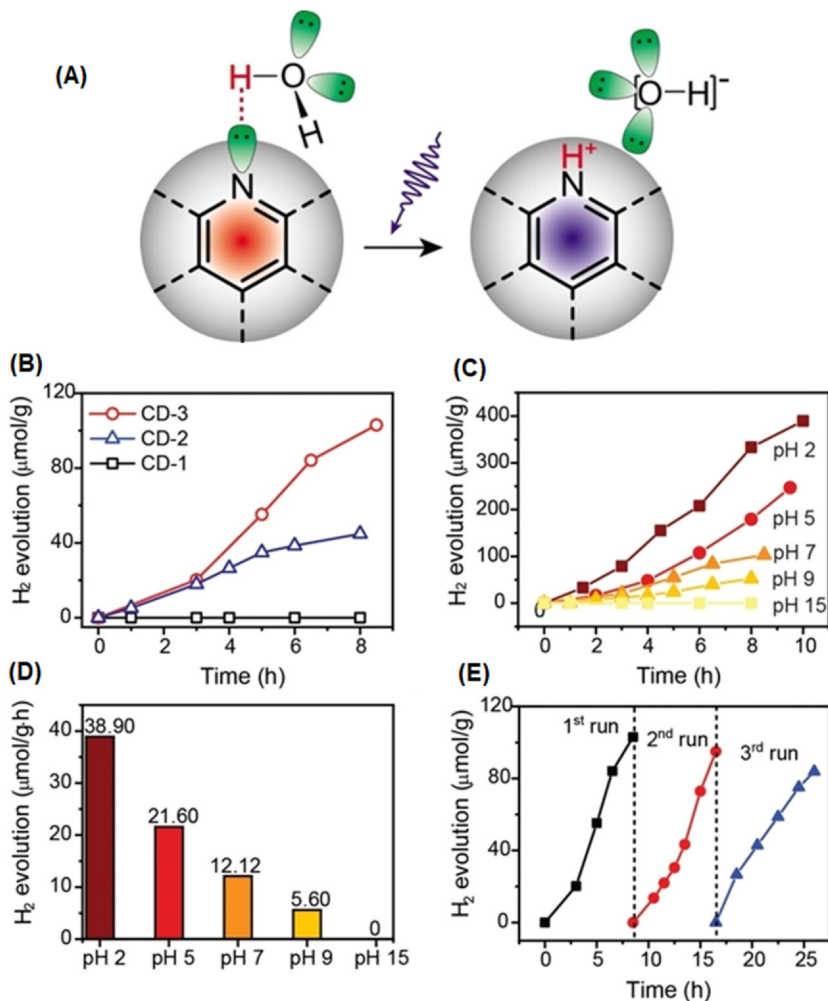 (A)
H
O
H
N
[O — H]⁻
H⁺
N
(B)
H₂ evolution (μmol/g)
120
80
40
0
CD-3
CD-2
CD-1
0 2 4 6 8
Time (h)
(C)
H₂ evolution (μmol/g)
400
300
200
100
0
0
pH 2
pH 5
pH 7
pH 9
pH 15
0 2 4 6 8 10
Time (h)
(D)
H₂ evolution (μmol/g·h)
40
30
20
10
0
38.90
21.60
12.12
5.60
0
pH 2 pH 5 pH 7 pH 9 pH 15
(E)
H₂ evolution (μmol/g)
120
80
40
0
1st run
2nd run
3rd run
0 5 10 15 20 25
Time (h)